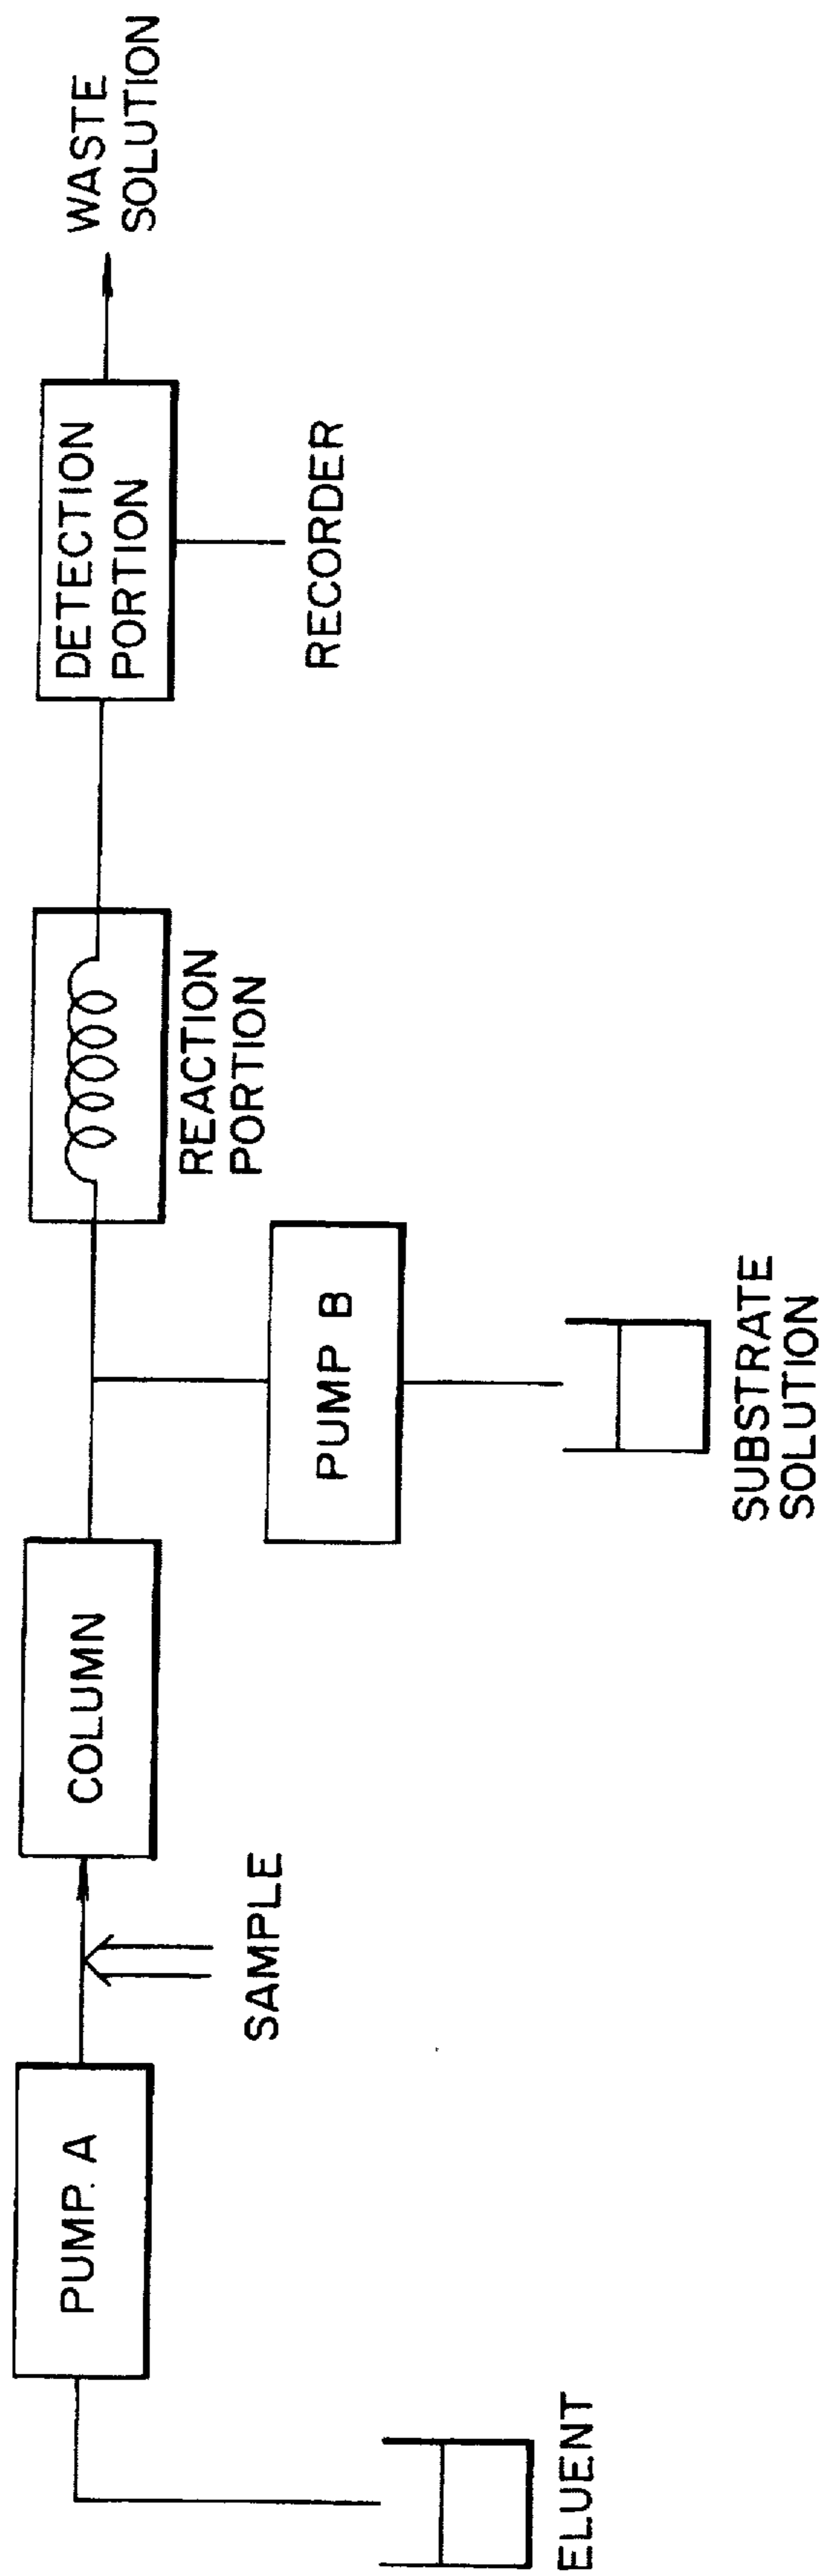 ELUENT
PUMP. A
SAMPLE
COLUMN
PUMP B
SUBSTRATE
SOLUTION
REACTION
PORTION
DETECTION
PORTION
RECORDER
WASTE
SOLUTION